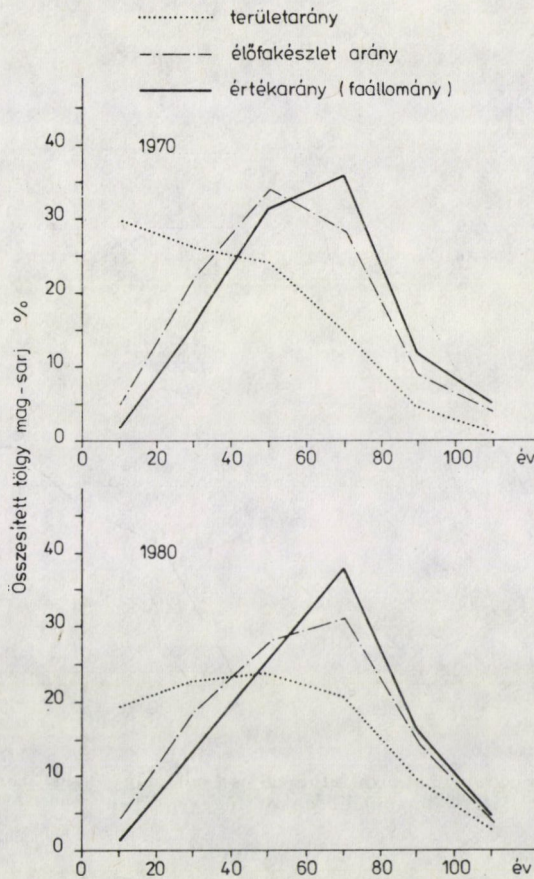 területarány
élőfakészlet arány
értékarány (faállomány)
Összesített tölgy mag-sarj %
1970
40
30
20
10
0
0 20 40 60 80 100 év
1980
40
30
20
10
0
0 20 40 60 80 100 év